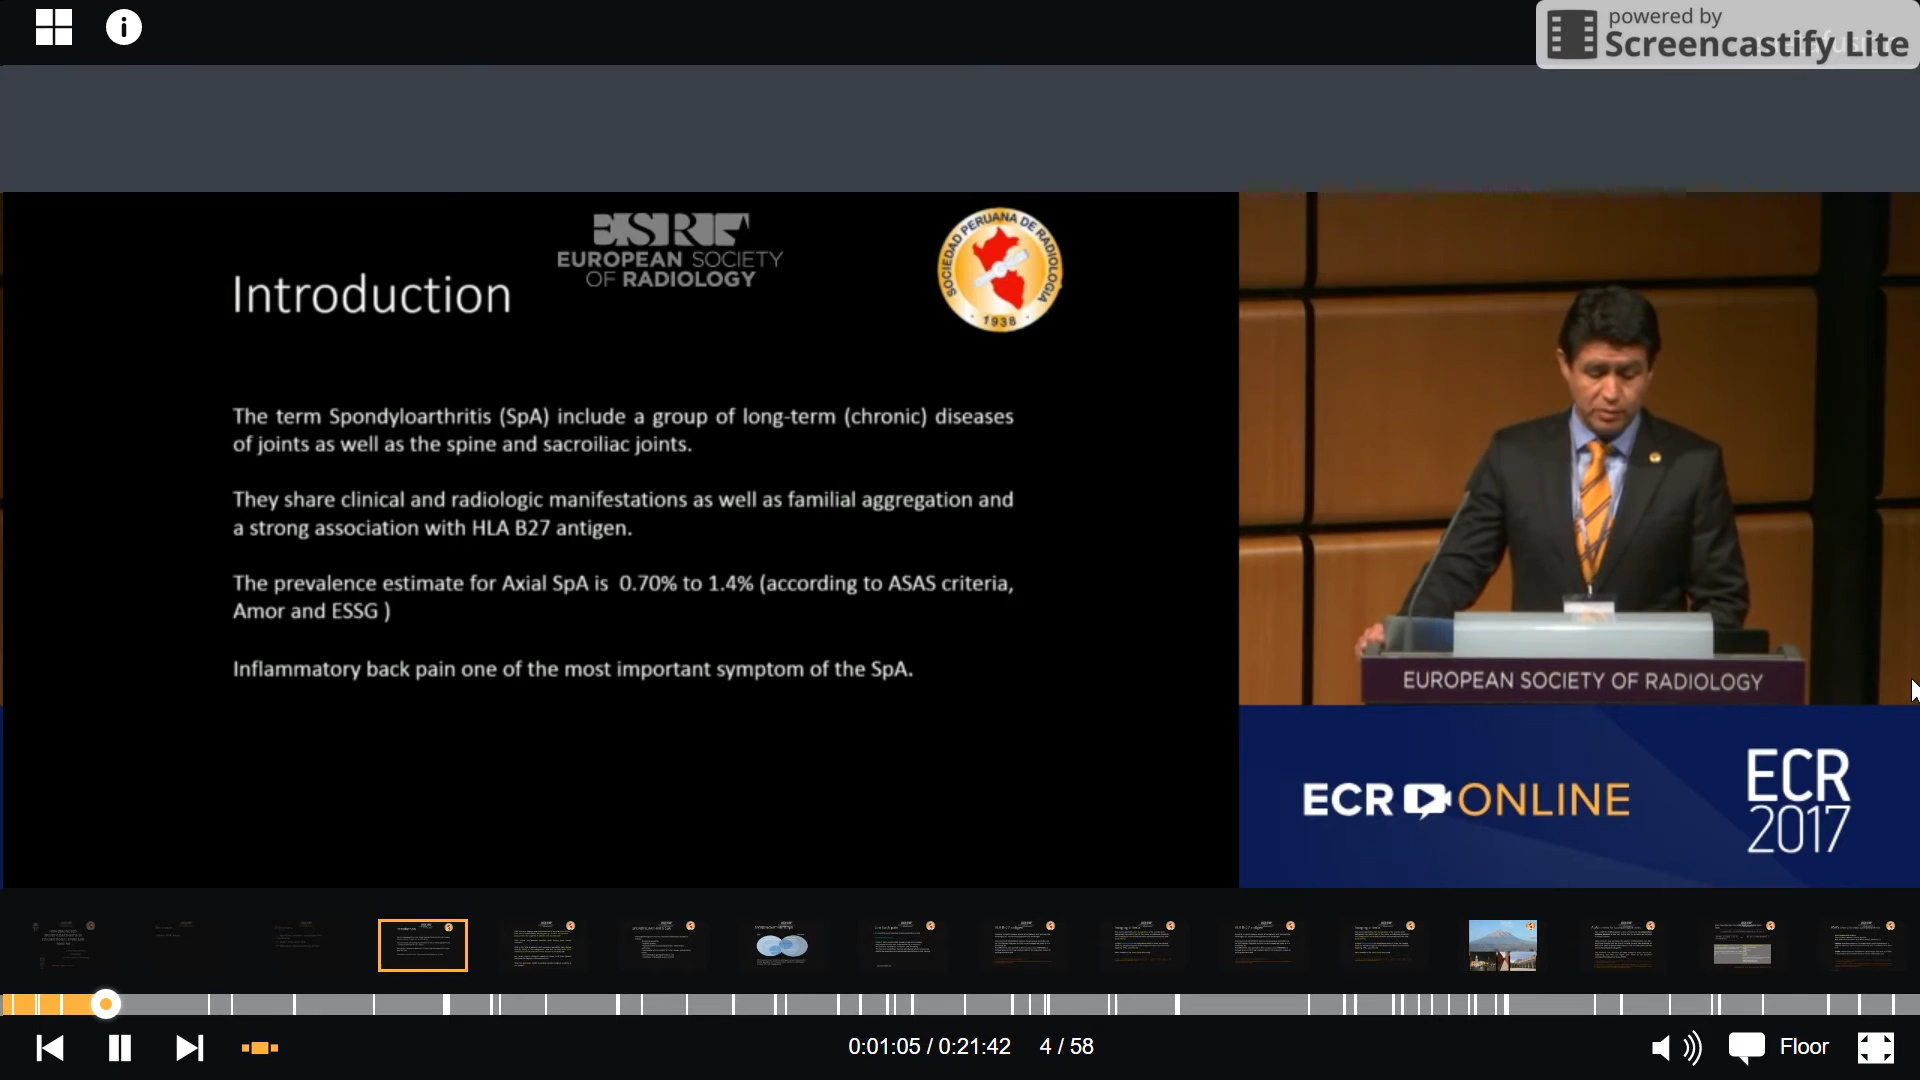 powered by
Screencastify Lite
EUROPEAN SOCIETY
OF RADIOLOGY
SOCIEDAD PERUANA DE RADIOLOGIA
· 1938 ·
Introduction
The term Spondyloarthritis (SpA) include a group of long-term (chronic) diseases
of joints as well as the spine and sacroiliac joints.
They share clinical and radiologic manifestations as well as familial aggregation and
a strong association with HLA B27 antigen.
The prevalence estimate for Axial SpA is 0.70% to 1.4% (according to ASAS criteria,
Amor and ESSG )
Inflammatory back pain one of the most important symptom of the SpA.
EUROPEAN SOCIETY OF RADIOLOGY
ECR ONLINE
ECR
2017
0:01:05 / 0:21:42 4 / 58
Floor